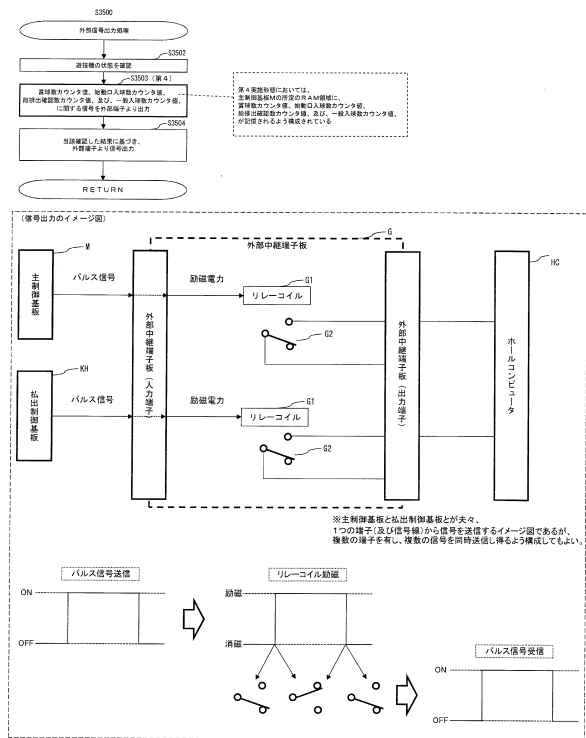 S3500
外部信号出力処理
S3502
遊技機の状態を確認
S3503 (第4)
賞球数カウンタ値、始動口入球数カウンタ値、
総排出確認数カウンタ値、及び、一般入球数カウンタ値、
に関する信号を外部端子より出力
S3504
当該確認した結果に基づき、
外部端子より信号出力
RETURN
第4実施形態においては、
主制御基板Mの所定のRAM領域に、
賞球数カウンタ値、始動口入球数カウンタ値、
総排出確認数カウンタ値、及び、一般入球数カウンタ値、
が記憶されるよう構成されている
(信号出力のイメージ図)
G
外部中継端子板
M
主制御基板
パルス信号
外部中継端子板(入力端子)
励磁電力
G1
リレーコイル
G2
外部中継端子板(出力端子)
HC
ホールコンピュータ
KH
払出制御基板
パルス信号
励磁電力
G1
リレーコイル
G2
※主制御基板と払出制御基板とが夫々、
1つの端子(及び信号線)から信号を送信するイメージ図であるが、
複数の端子を有し、複数の信号を同時送信し得るよう構成してもよい。
パルス信号送信
ON
OFF
リレーコイル励磁
励磁
消磁
パルス信号受信
ON
OFF